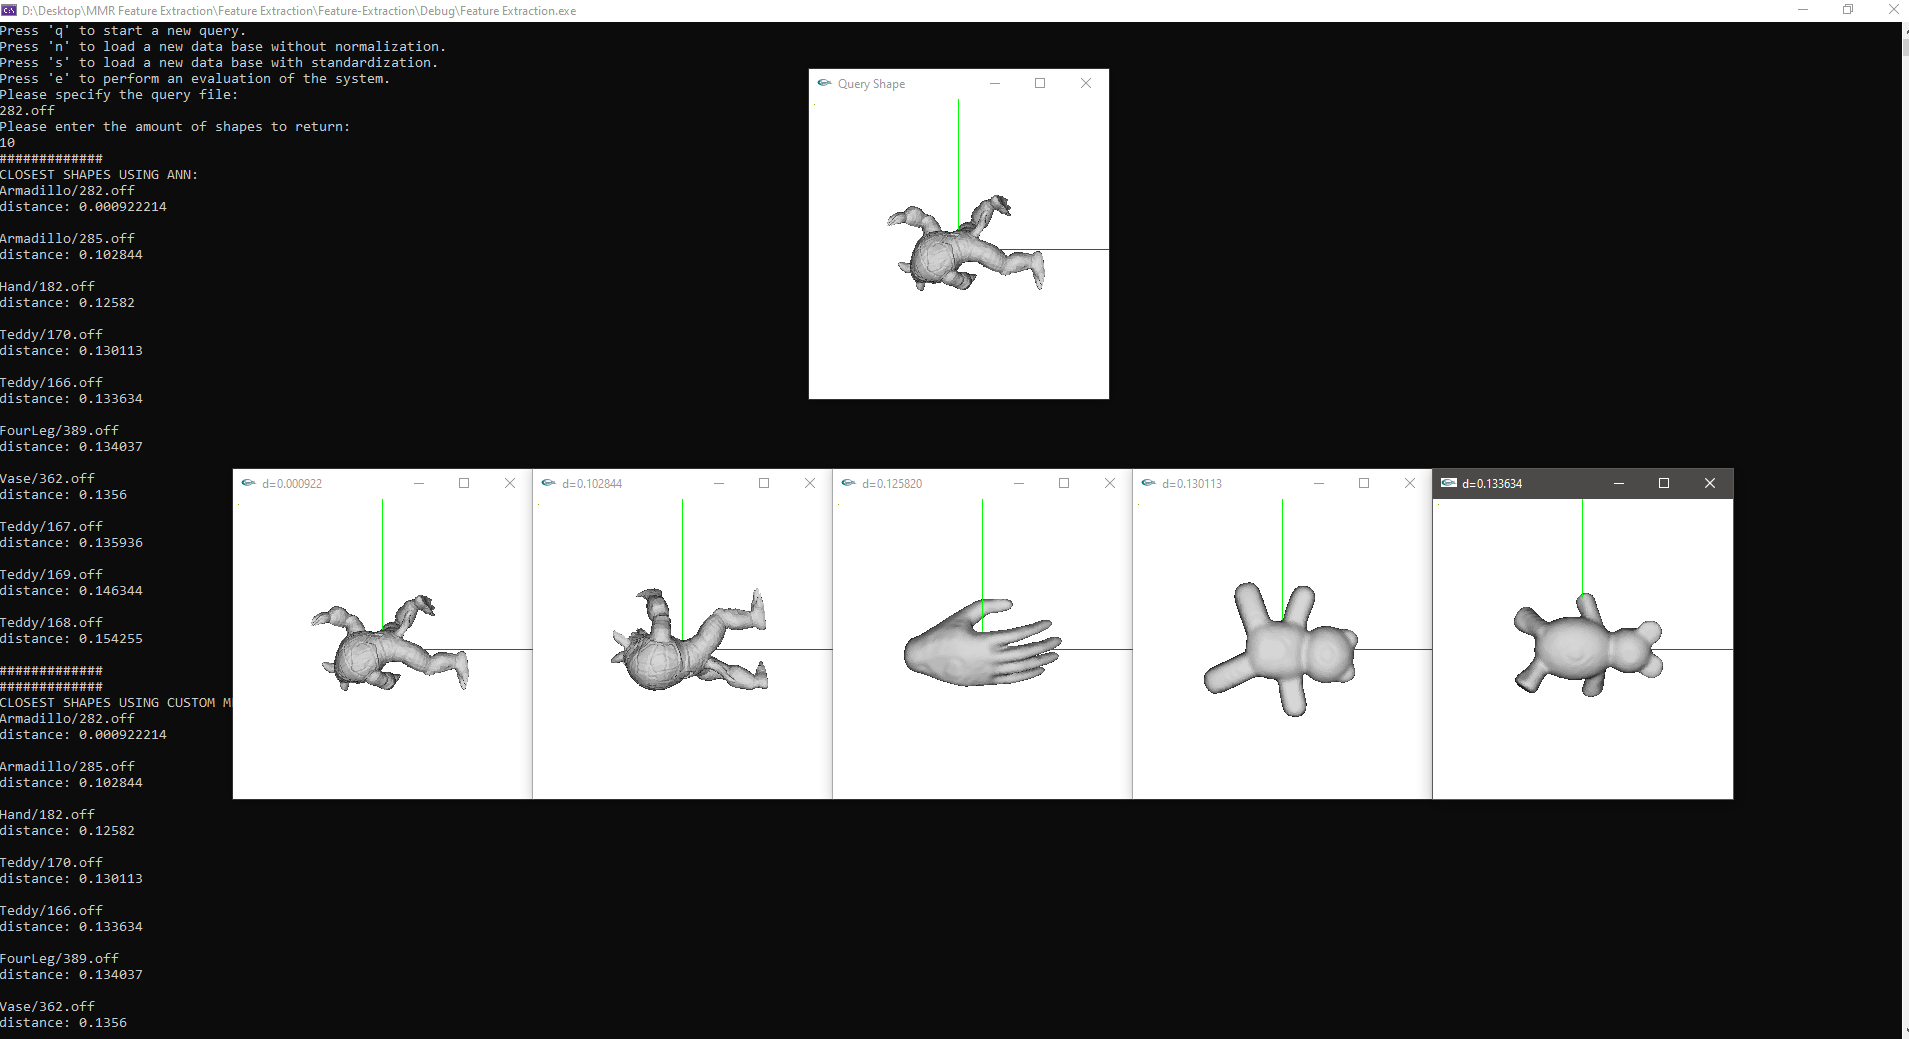 D:\Desktop\MMR Feature Extraction\Feature Extraction\Feature-Extraction\Debug\Feature Extraction.exe
Press 'q' to start a new query.
Press 'n' to load a new data base without normalization.
Press 's' to load a new data base with standardization.
Press 'e' to perform an evaluation of the system.
Please specify the query file:
282.off
Please enter the amount of shapes to return:
10
#############
CLOSEST SHAPES USING ANN:
Armadillo/282.off
distance: 0.000922214
Armadillo/285.off
distance: 0.102844
Hand/182.off
distance: 0.12582
Teddy/170.off
distance: 0.130113
Teddy/166.off
distance: 0.133634
FourLeg/389.off
distance: 0.134037
Vase/362.off
distance: 0.1356
Teddy/167.off
distance: 0.135936
Teddy/169.off
distance: 0.146344
Teddy/168.off
distance: 0.154255
#############
#############
CLOSEST SHAPES USING CUSTOM M
Armadillo/282.off
distance: 0.000922214
Armadillo/285.off
distance: 0.102844
Hand/182.off
distance: 0.12582
Teddy/170.off
distance: 0.130113
Teddy/166.off
distance: 0.133634
FourLeg/389.off
distance: 0.134037
Vase/362.off
distance: 0.1356
Query Shape
d=0.000922
d=0.102844
d=0.125820
d=0.130113
d=0.133634